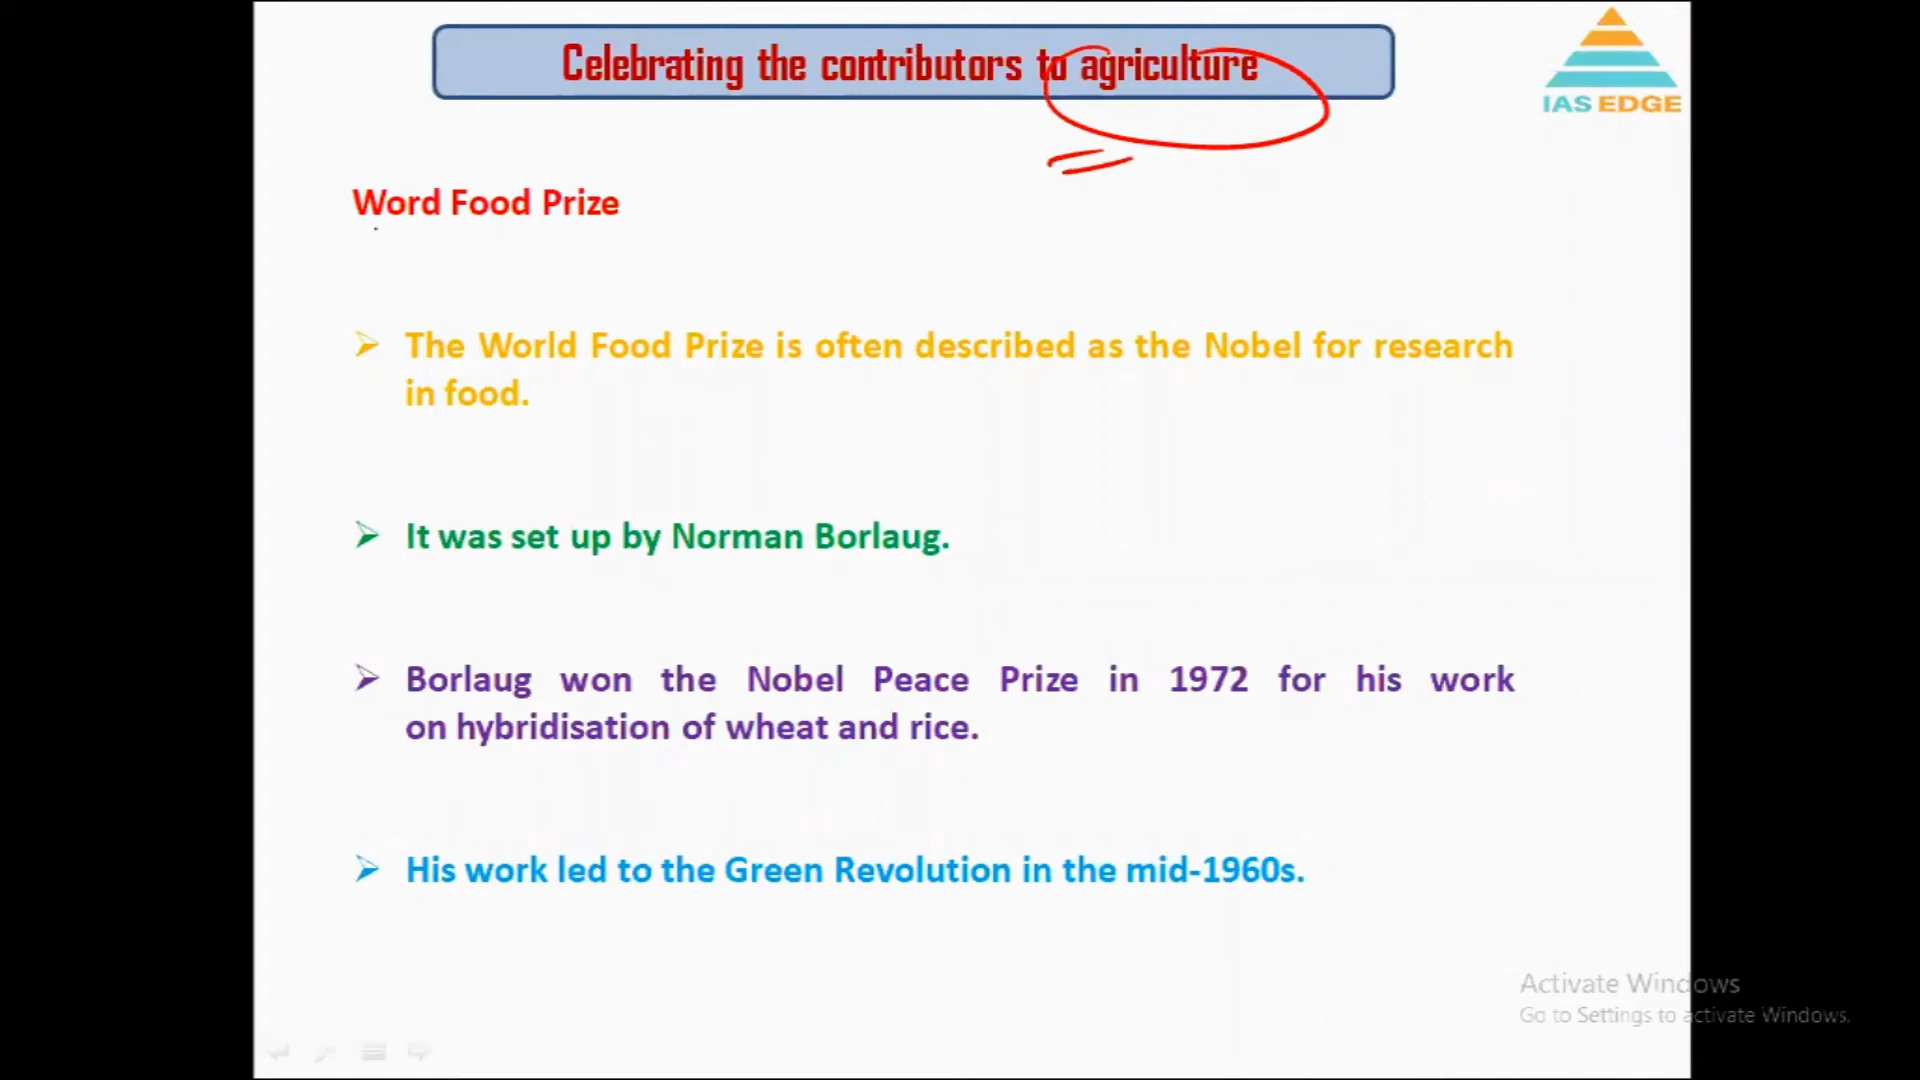 Celebrating the contributors to agriculture
IAS EDGE
Word Food Prize
The World Food Prize is often described as the Nobel for research
in food.
It was set up by Norman Borlaug.
Borlaug won the Nobel Peace Prize in 1972 for his work
on hybridisation of wheat and rice.
His work led to the Green Revolution in the mid-1960s.
Activate Windows
Go to Settings to activate Windows.